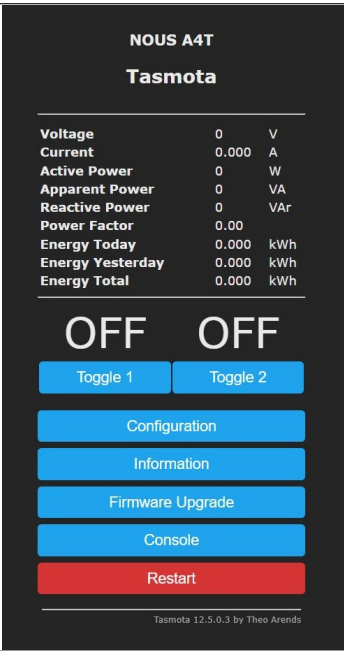 NOUS A4T
Tasmota
Voltage 0 V
Current 0.000 A
Active Power 0 W
Apparent Power 0 VA
Reactive Power 0 VAr
Power Factor 0.00
Energy Today 0.000 kWh
Energy Yesterday 0.000 kWh
Energy Total 0.000 kWh
OFF OFF
Toggle 1 Toggle 2
Configuration
Information
Firmware Upgrade
Console
Restart
Tasmota 12.5.0.3 by Theo Arends